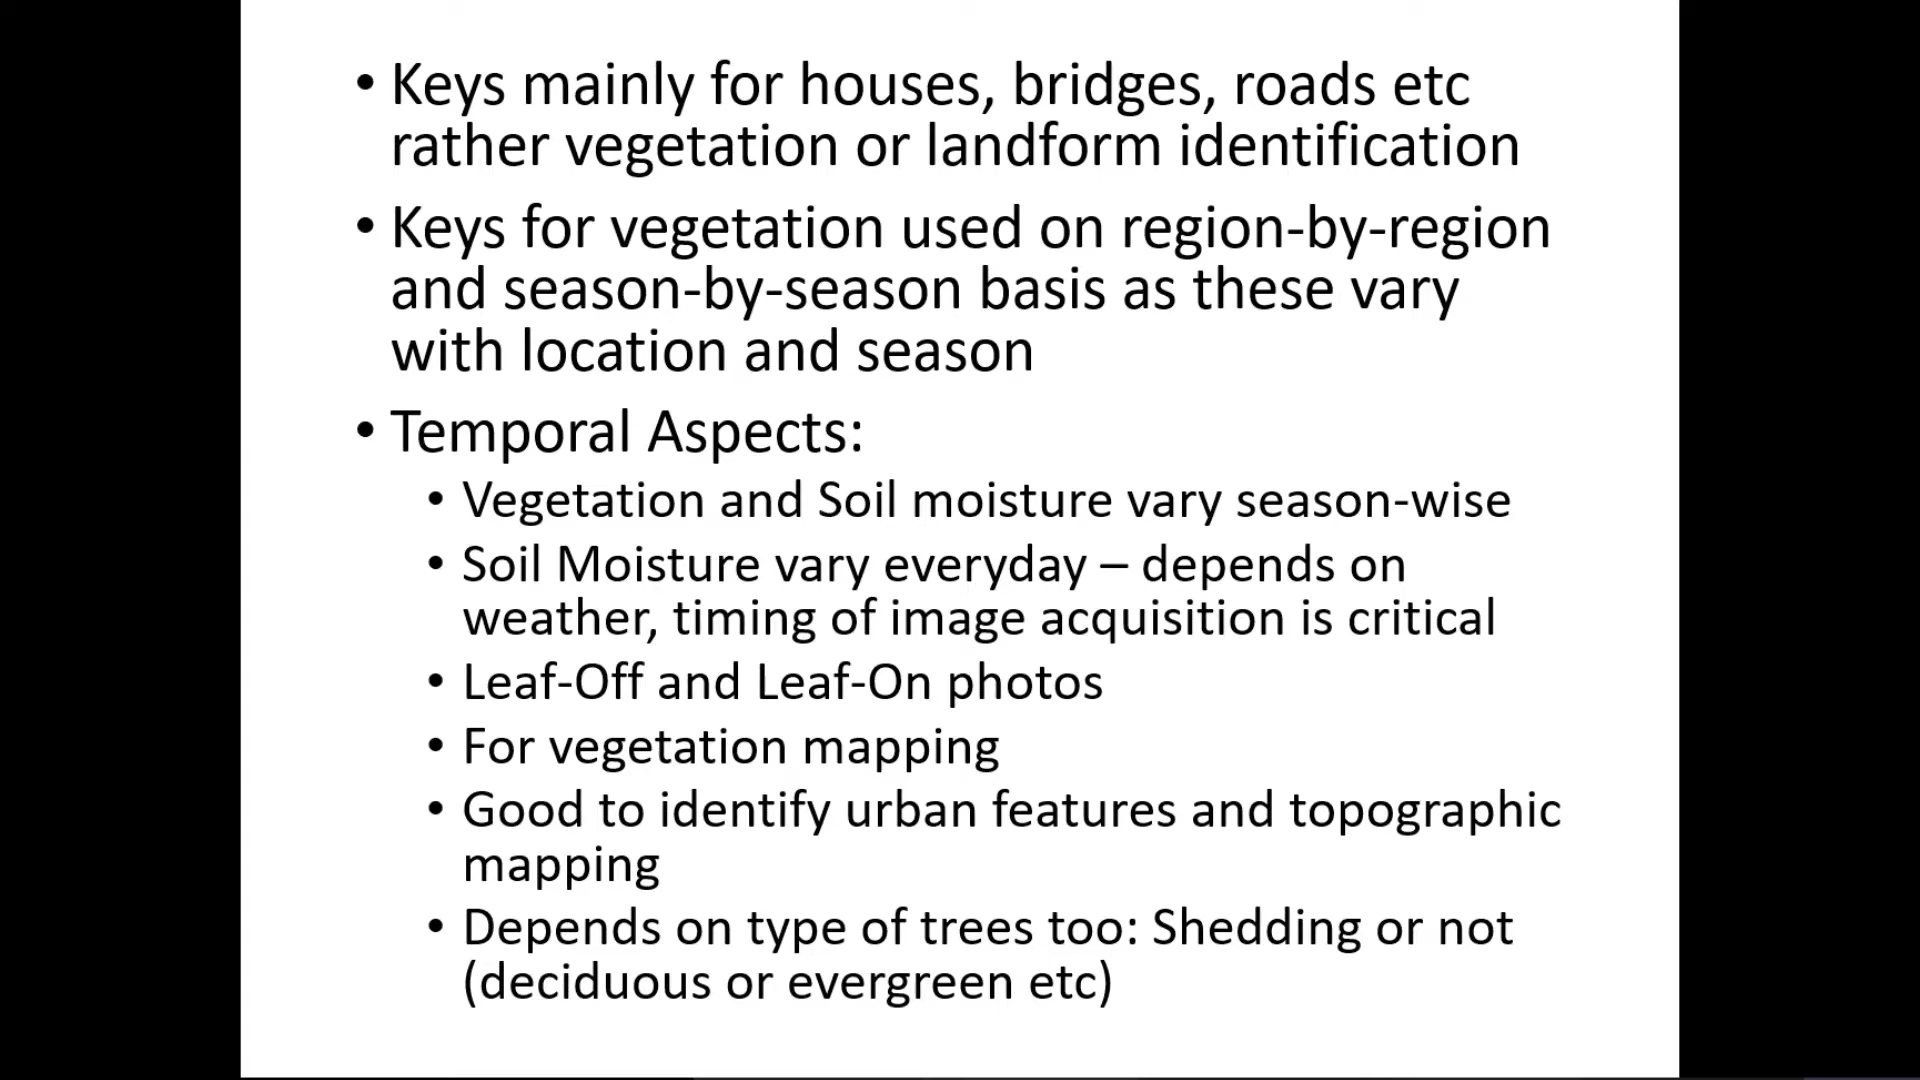 • Keys mainly for houses, bridges, roads etc
rather vegetation or landform identification
• Keys for vegetation used on region-by-region
and season-by-season basis as these vary
with location and season
• Temporal Aspects:
• Vegetation and Soil moisture vary season-wise
• Soil Moisture vary everyday – depends on
weather, timing of image acquisition is critical
• Leaf-Off and Leaf-On photos
• For vegetation mapping
• Good to identify urban features and topographic
mapping
• Depends on type of trees too: Shedding or not
(deciduous or evergreen etc)